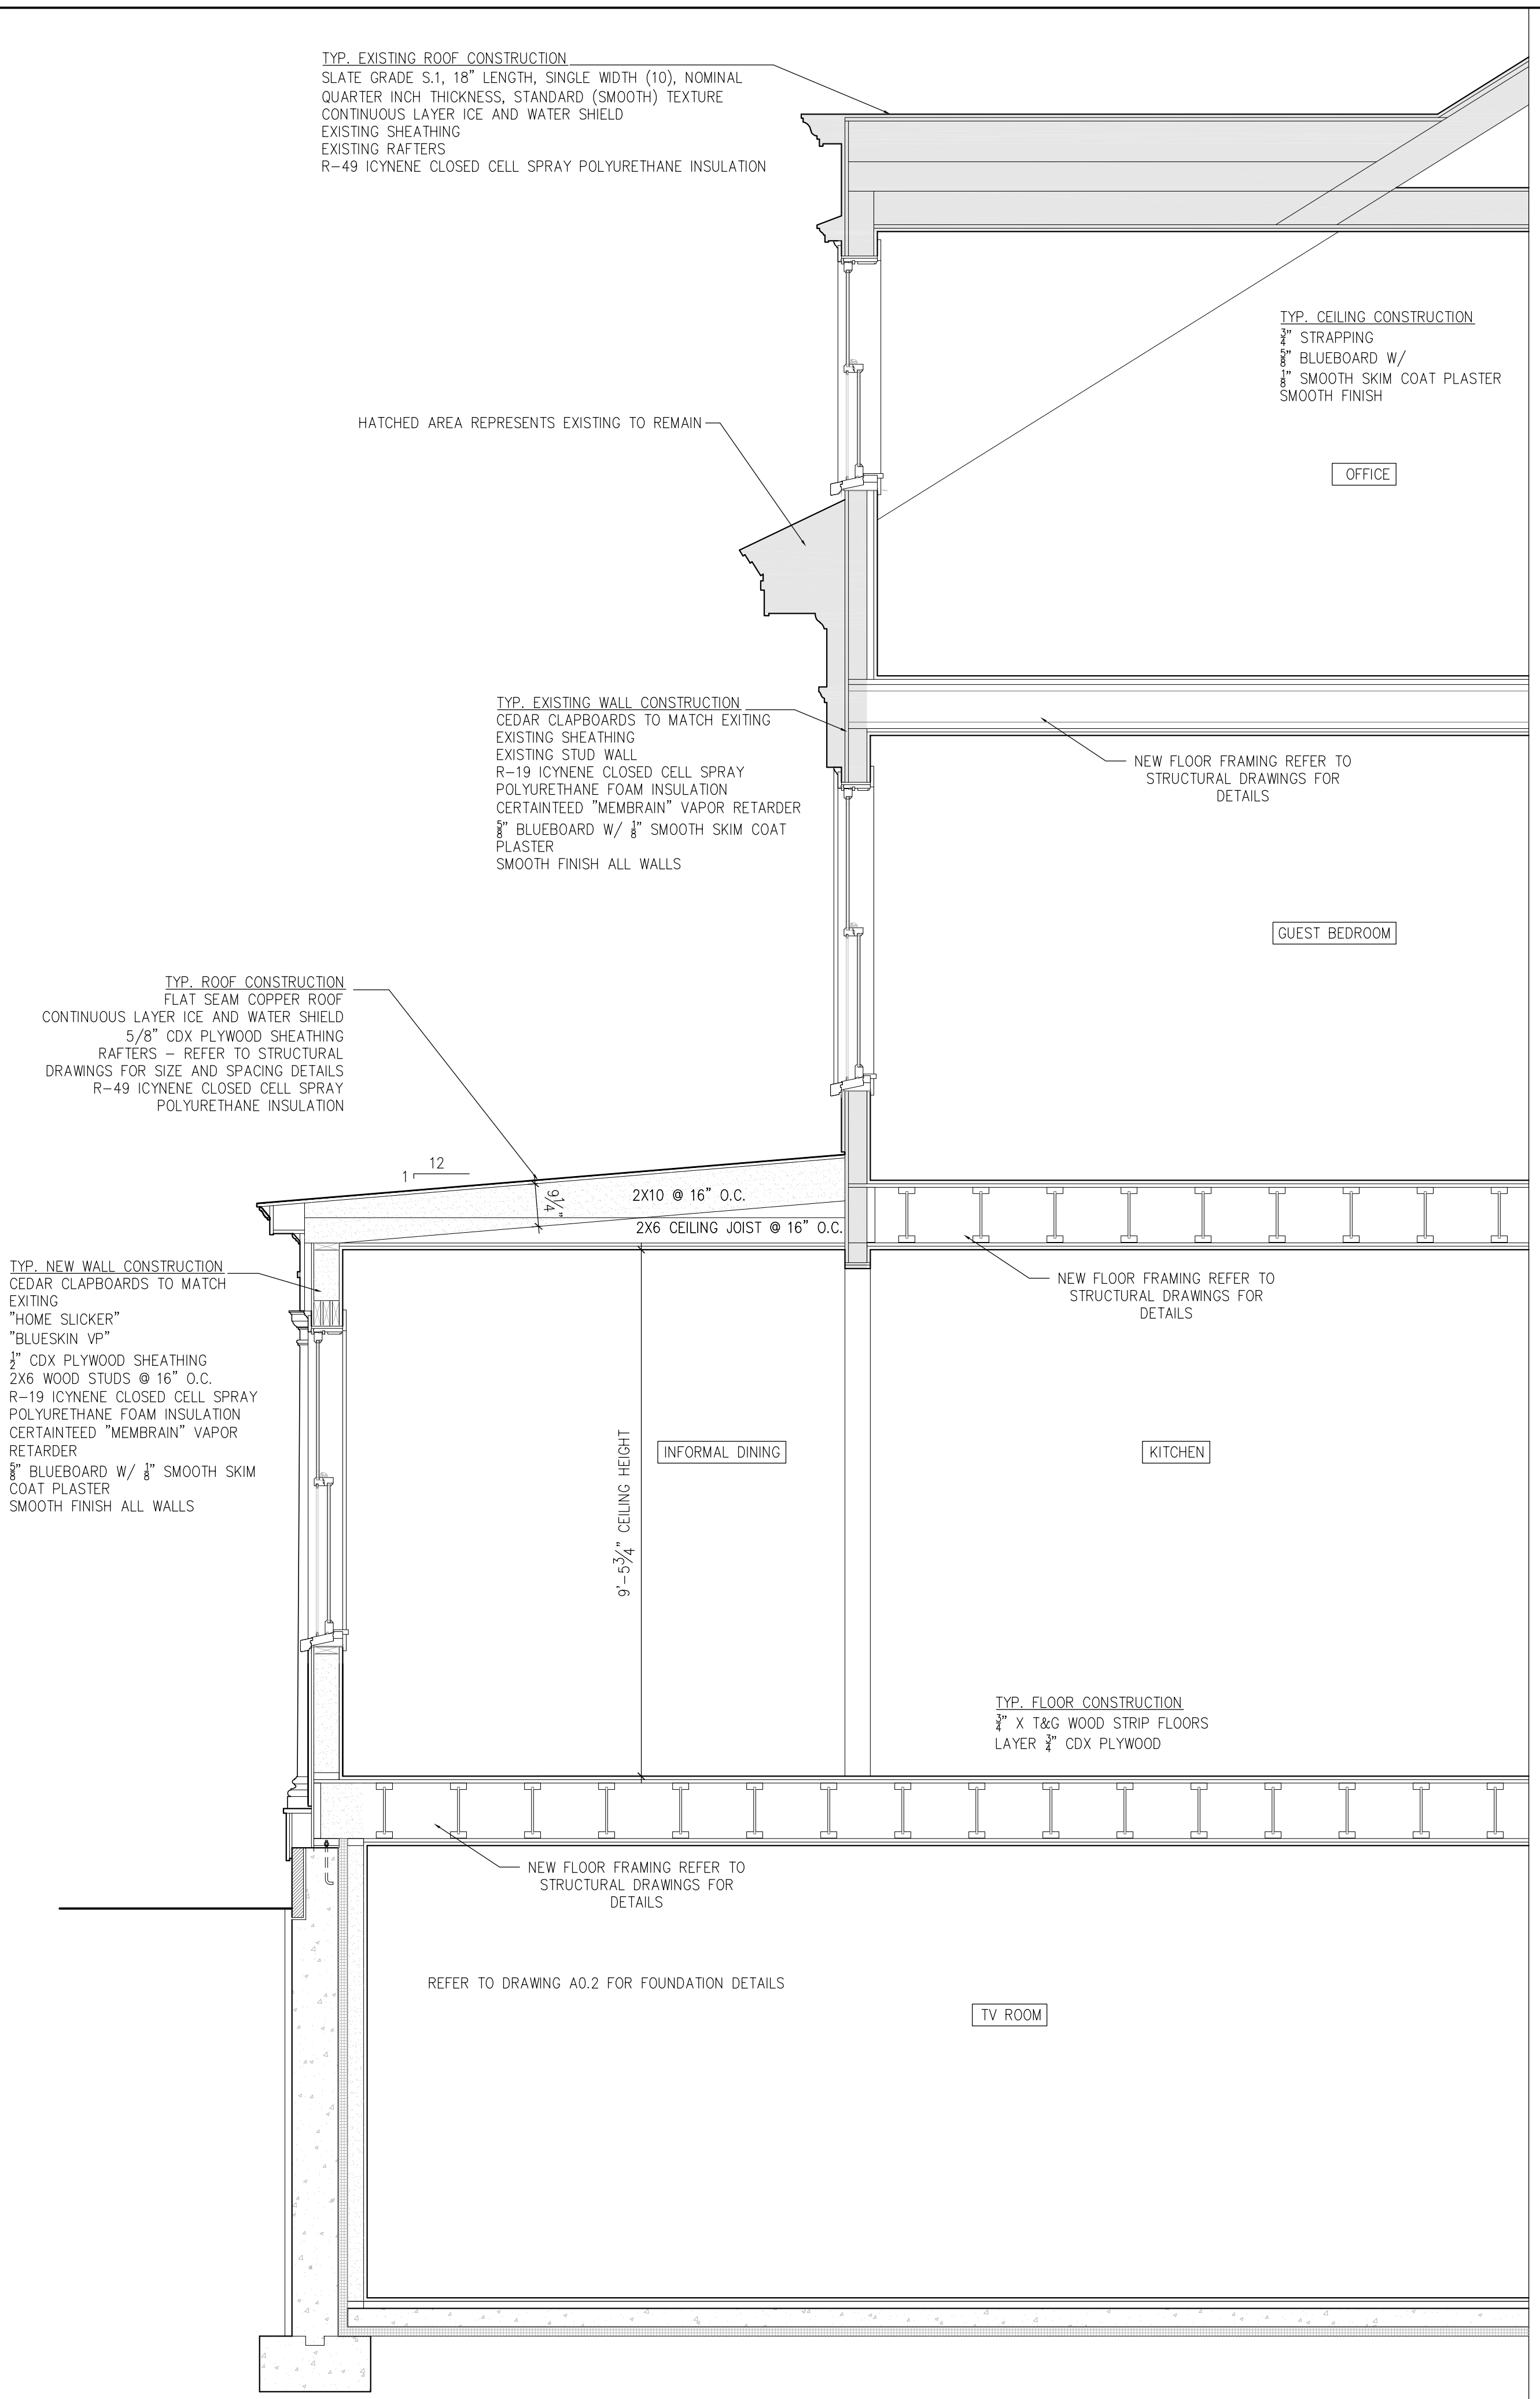 TYP. EXISTING ROOF CONSTRUCTION
SLATE GRADE S.1, 18" LENGTH, SINGLE WIDTH (10), NOMINAL
QUARTER INCH THICKNESS, STANDARD (SMOOTH) TEXTURE
CONTINUOUS LAYER ICE AND WATER SHIELD
EXISTING SHEATHING
EXISTING RAFTERS
R-49 ICYNENE CLOSED CELL SPRAY POLYURETHANE INSULATION
TYP. CEILING CONSTRUCTION
3/4" STRAPPING
5/8" BLUEBOARD W/
1/8" SMOOTH SKIM COAT PLASTER
SMOOTH FINISH
HATCHED AREA REPRESENTS EXISTING TO REMAIN
OFFICE
TYP. EXISTING WALL CONSTRUCTION
CEDAR CLAPBOARDS TO MATCH EXITING
EXISTING SHEATHING
EXISTING STUD WALL
R-19 ICYNENE CLOSED CELL SPRAY
POLYURETHANE FOAM INSULATION
CERTAINTEED "MEMBRAIN" VAPOR RETARDER
5/8" BLUEBOARD W/ 1/8" SMOOTH SKIM COAT
PLASTER
SMOOTH FINISH ALL WALLS
NEW FLOOR FRAMING REFER TO
STRUCTURAL DRAWINGS FOR
DETAILS
GUEST BEDROOM
TYP. ROOF CONSTRUCTION
FLAT SEAM COPPER ROOF
CONTINUOUS LAYER ICE AND WATER SHIELD
5/8" CDX PLYWOOD SHEATHING
RAFTERS - REFER TO STRUCTURAL
DRAWINGS FOR SIZE AND SPACING DETAILS
R-49 ICYNENE CLOSED CELL SPRAY
POLYURETHANE INSULATION
12
1
9 1/4"
2X10 @ 16" O.C.
2X6 CEILING JOIST @ 16" O.C.
TYP. NEW WALL CONSTRUCTION
CEDAR CLAPBOARDS TO MATCH
EXITING
"HOME SLICKER"
"BLUESKIN VP"
1/2" CDX PLYWOOD SHEATHING
2X6 WOOD STUDS @ 16" O.C.
R-19 ICYNENE CLOSED CELL SPRAY
POLYURETHANE FOAM INSULATION
CERTAINTEED "MEMBRAIN" VAPOR
RETARDER
5/8" BLUEBOARD W/ 1/8" SMOOTH SKIM
COAT PLASTER
SMOOTH FINISH ALL WALLS
NEW FLOOR FRAMING REFER TO
STRUCTURAL DRAWINGS FOR
DETAILS
9'-5 3/4" CEILING HEIGHT
INFORMAL DINING
KITCHEN
TYP. FLOOR CONSTRUCTION
3/4" X T&G WOOD STRIP FLOORS
LAYER 3/4" CDX PLYWOOD
NEW FLOOR FRAMING REFER TO
STRUCTURAL DRAWINGS FOR
DETAILS
REFER TO DRAWING A0.2 FOR FOUNDATION DETAILS
TV ROOM